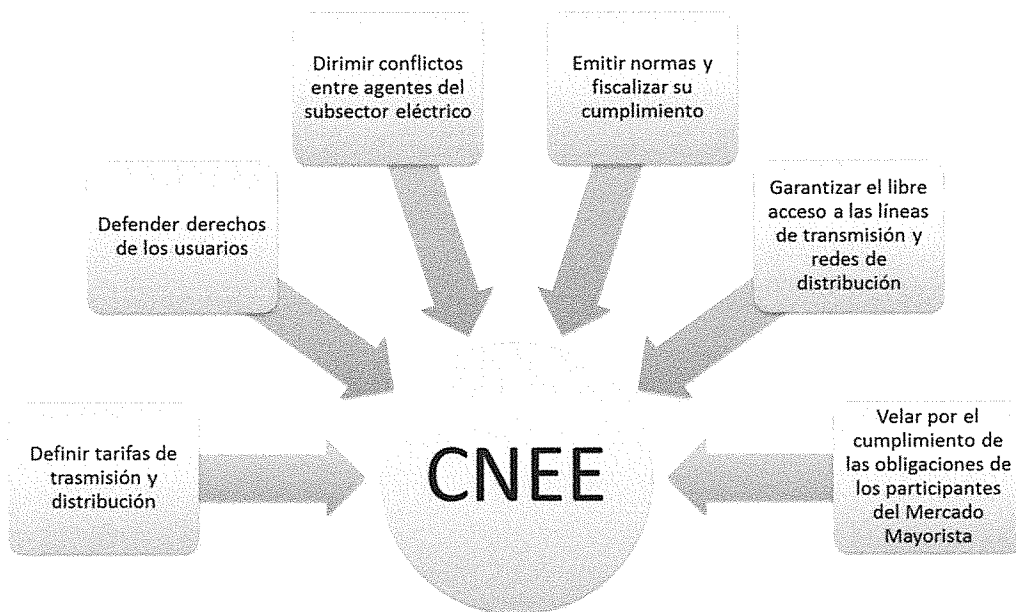 Dirimir conflictos
entre agentes del
subsector eléctrico
Emitir normas y
fiscalizar su
cumplimiento
Defender derechos
de los usuarios
Garantizar el libre
acceso a las líneas
de transmisión y
redes de
distribución
Definir tarifas de
trasmisión y
distribución
CNEE
Velar por el
cumplimiento de
las obligaciones de
los participantes
del Mercado
Mayorista